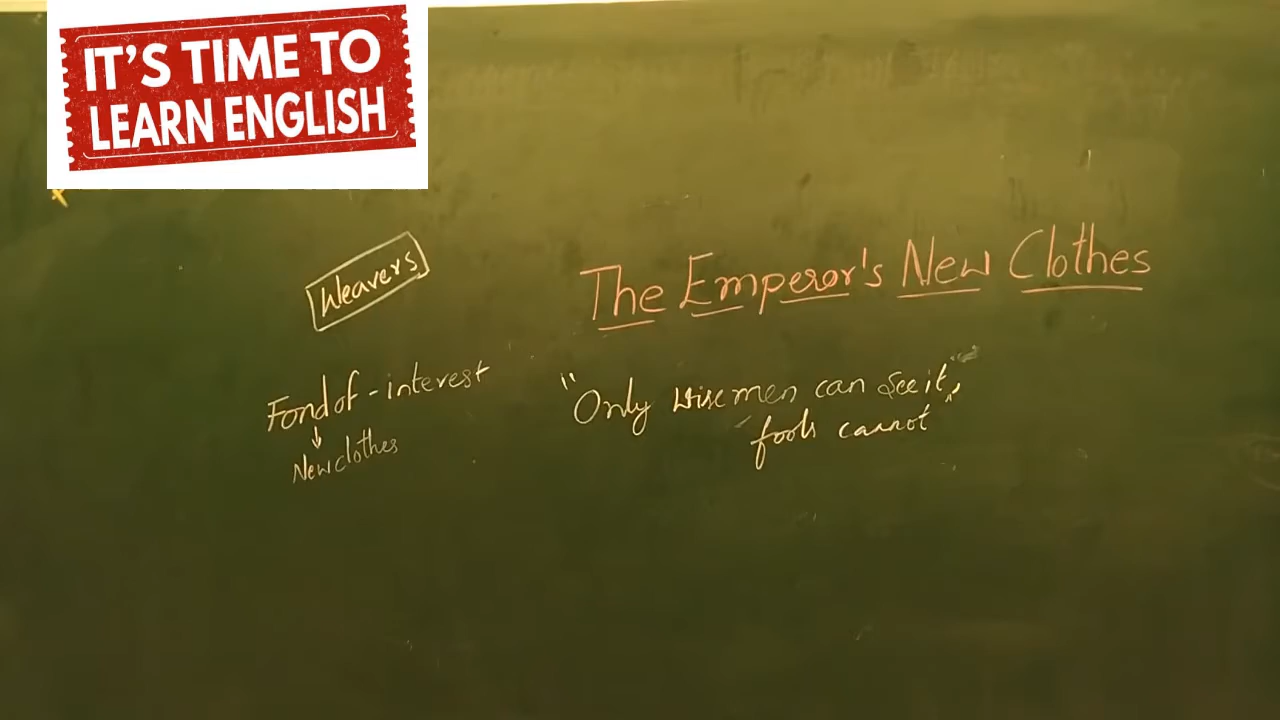 IT'S TIME TO
LEARN ENGLISH
Weavers
The Emperor's New Clothes
Fond of - interest
New clothes
"Only wise men can see it,
fools cannot"